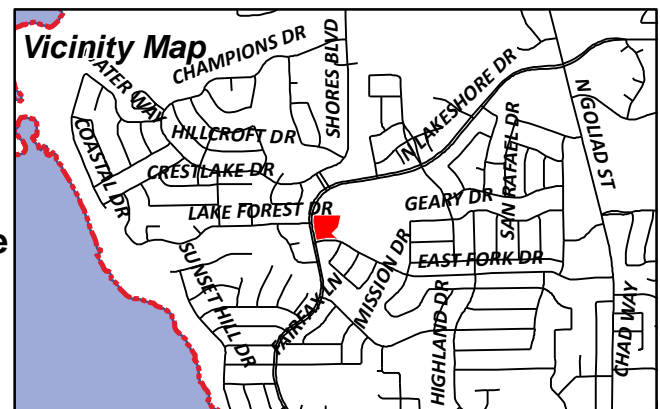 Vicinity Map
CHAMPIONS DR
SHORES BLVD
N LAKESHORE DR
N GOLIAD ST
COASTAL DR
HILLCROFT DR
CRESTLAKE DR
SAN RAFAEL DR
GEARY DR
LAKE FOREST DR
EAST FORK DR
SUNSET HILL DR
FAIRFAX LN
MISSION DR
HIGHLAND DR
CHAD WAY
e